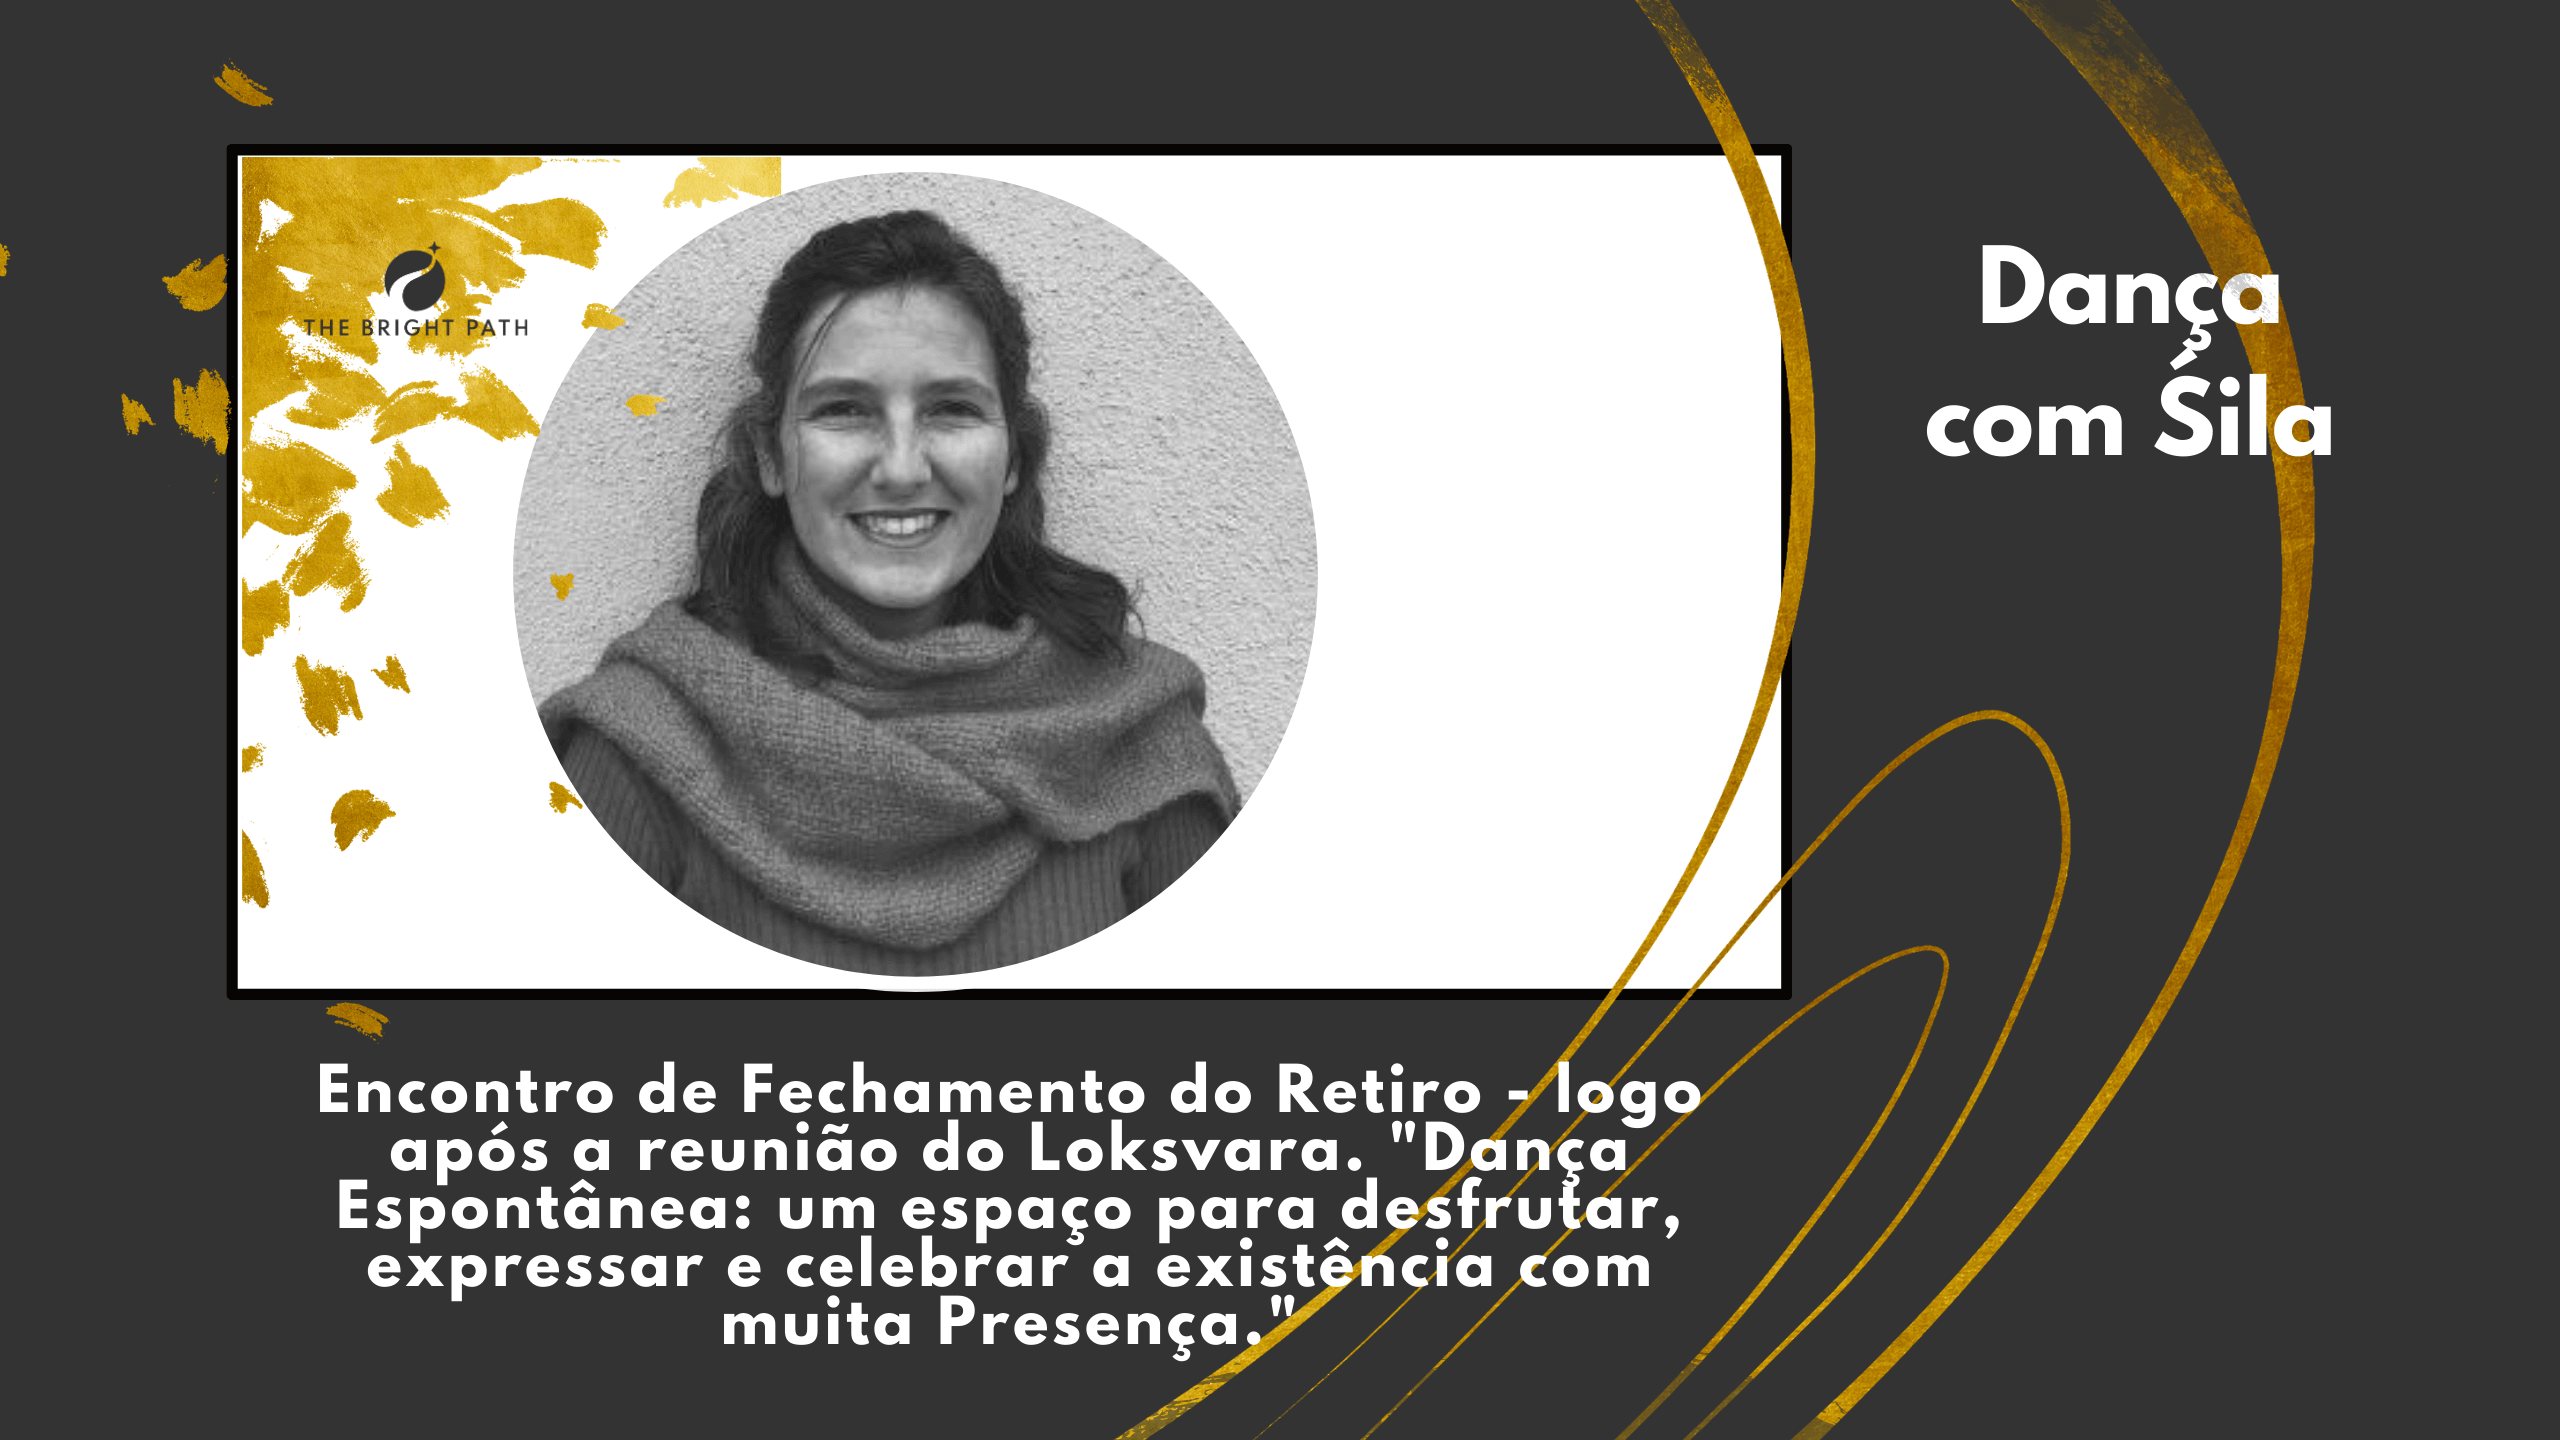 THE BRIGHT PATH
Dança
com Śila
Encontro de Fechamento do Retiro - logo
após a reunião do Loksvara. "Dança
Espontânea: um espaço para desfrutar,
expressar e celebrar a existência com
muita Presença."